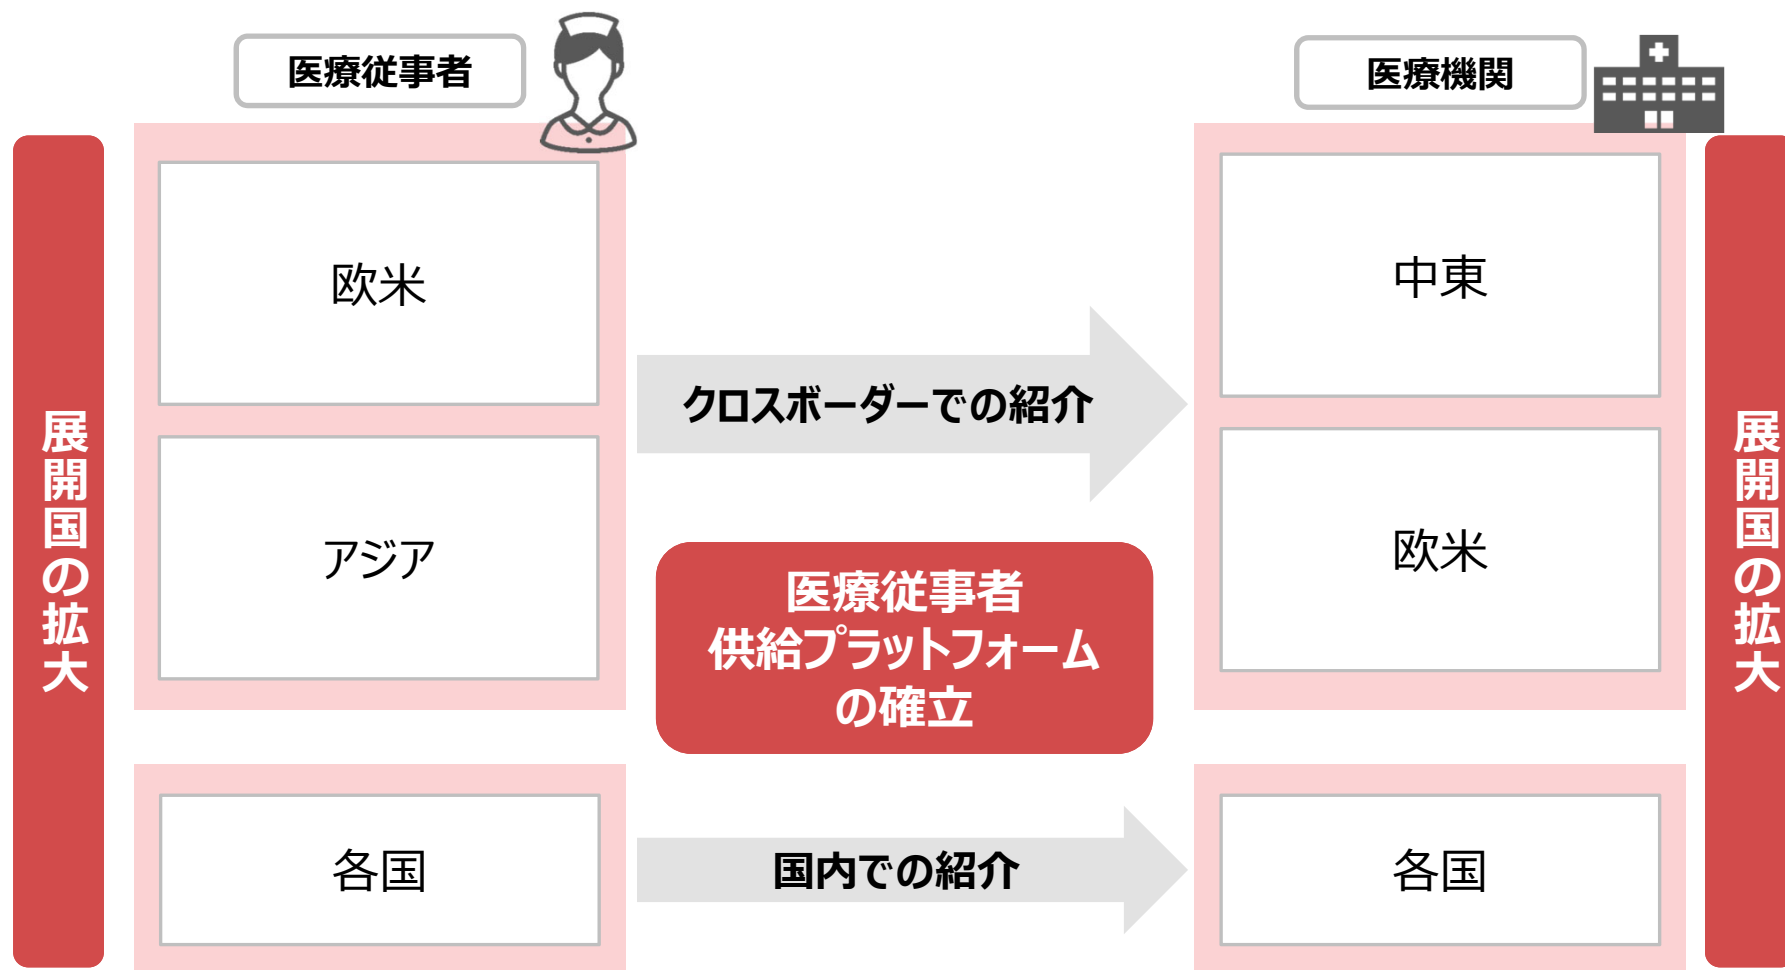 医療従事者
医療機関
展開国の拡大
欧米
アジア
クロスボーダーでの紹介
中東
欧米
展開国の拡大
医療従事者
供給プラットフォーム
の確立
各国
国内での紹介
各国